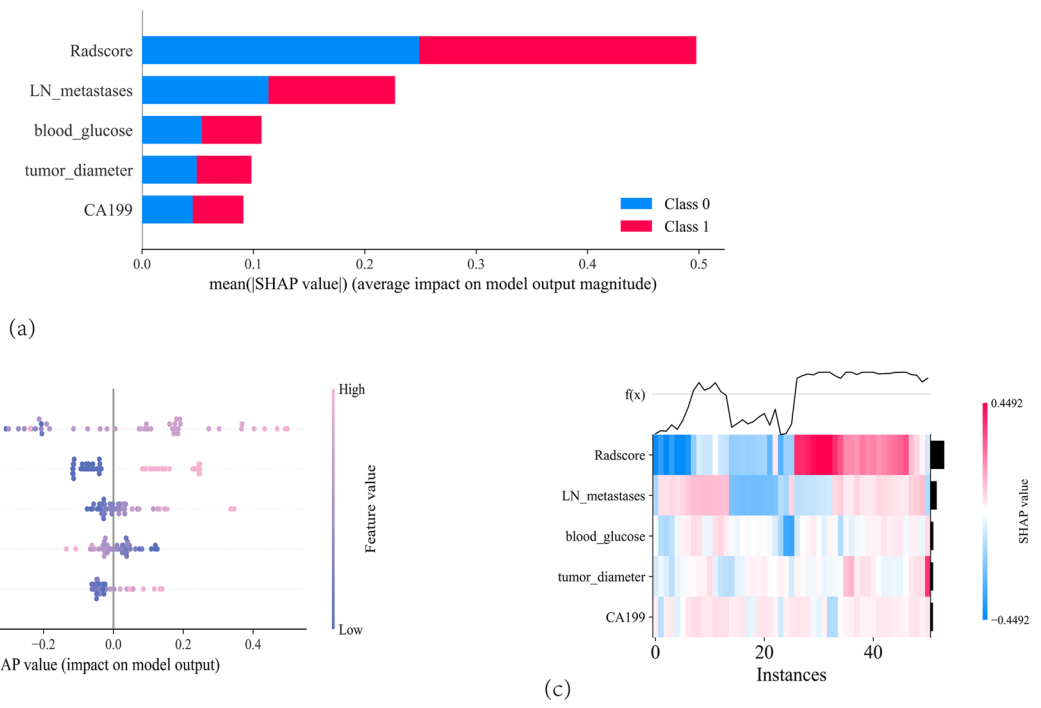 Radscore
LN_metastases
blood_glucose
tumor_diameter
CA199
Class 0
Class 1
0.0 0.1 0.2 0.3 0.4 0.5
mean(|SHAP value|) (average impact on model output magnitude)
(a)
High
Feature value
Low
−0.2 0.0 0.2 0.4
AP value (impact on model output)
f(x)
Radscore
LN_metastases
blood_glucose
tumor_diameter
CA199
0 20 40
Instances
0.4492
SHAP value
−0.4492
(c)